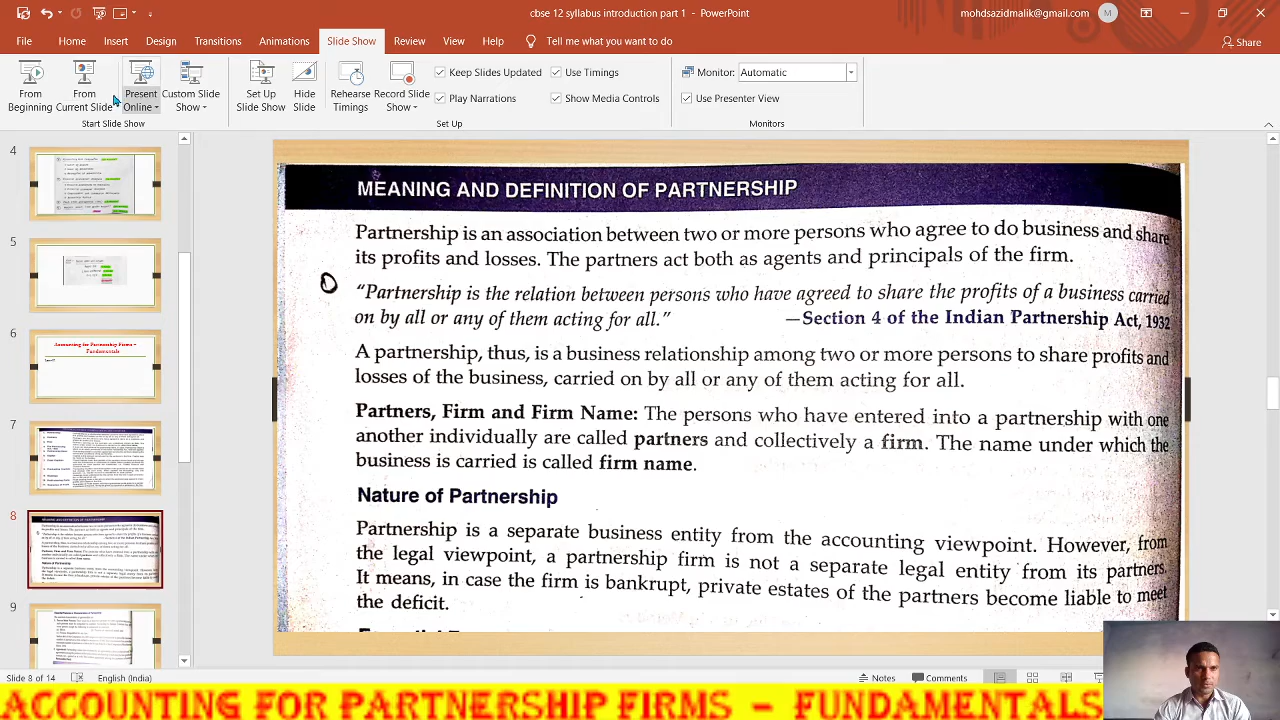 cbse 12 syllabus introduction part 1 - PowerPoint
mohdsazidmalik@gmail.com
M
File Home Insert Design Transitions Animations Slide Show Review View Help Tell me what you want to do
Share
From Beginning
From Current Slide
Present Online
Custom Slide Show
Set Up Slide Show
Hide Slide
Rehearse Timings
Record Slide Show
Keep Slides Updated
Play Narrations
Use Timings
Show Media Controls
Monitor: Automatic
Use Presenter View
Start Slide Show
Set Up
Monitors
4
6
Accounting for Partnership Firms – Fundamentals
7
8
9
MEANING AND DEFINITION OF PARTNERSHIP
Partnership is an association between two or more persons who agree to do business and share
its profits and losses. The partners act both as agents and principals of the firm.
“Partnership is the relation between persons who have agreed to share the profits of a business carried
on by all or any of them acting for all.” —Section 4 of the Indian Partnership Act, 1932
A partnership, thus, is a business relationship among two or more persons to share profits and
losses of the business, carried on by all or any of them acting for all.
Partners, Firm and Firm Name: The persons who have entered into a partnership with one
another individually are called partners and collectively a firm. The name under which the
business is carried is called firm name.
Nature of Partnership
Partnership is a separate business entity from the accounting viewpoint. However, from
the legal viewpoint, a partnership firm is not a separate legal entity from its partners.
It means, in case the firm is bankrupt, private estates of the partners become liable to meet
the deficit.
Slide 8 of 14
English (India)
Notes
Comments
ACCOUNTING FOR PARTNERSHIP FIRMS – FUNDAMENTALS